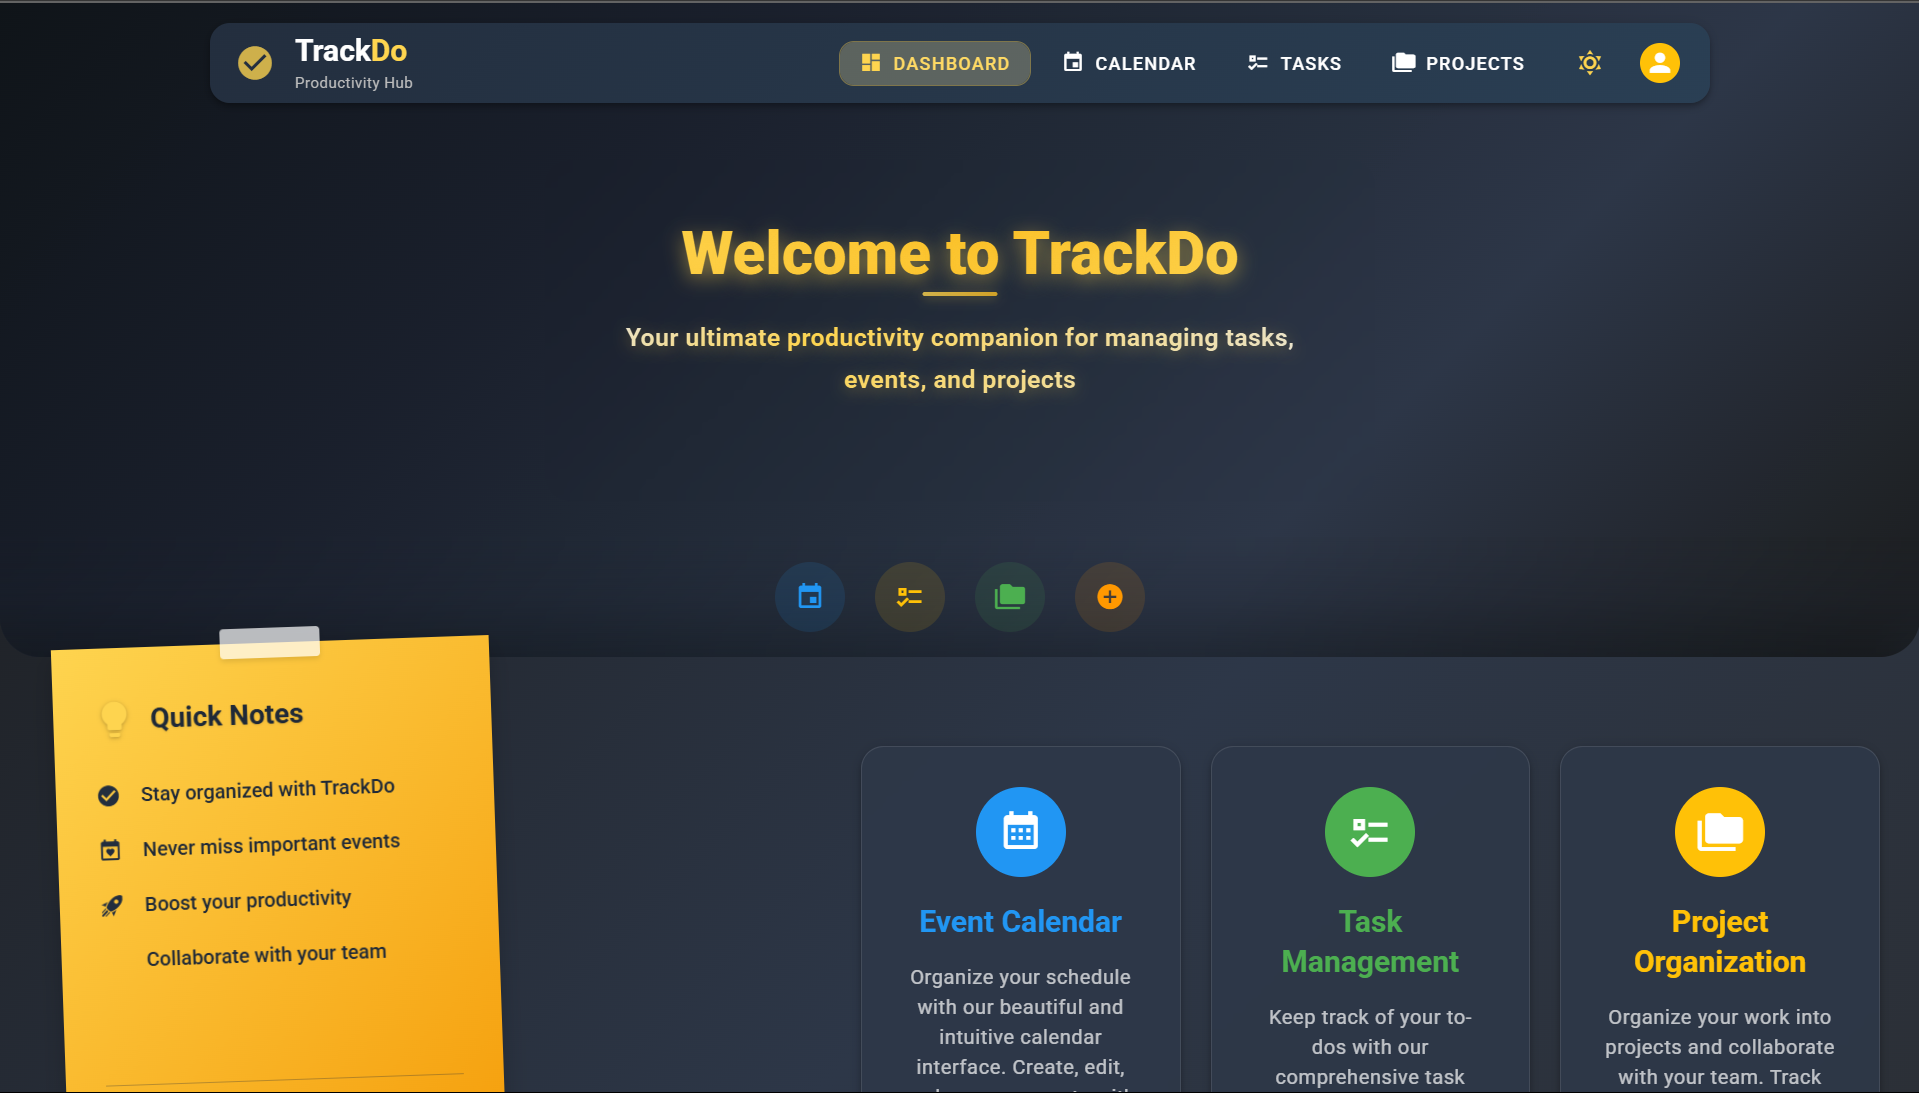 TrackDo
Productivity Hub
DASHBOARD
CALENDAR
TASKS
PROJECTS
Welcome to TrackDo
Your ultimate productivity companion for managing tasks,
events, and projects
Quick Notes
Stay organized with TrackDo
Never miss important events
Boost your productivity
Collaborate with your team
Event Calendar
Organize your schedule
with our beautiful and
intuitive calendar
interface. Create, edit,
Task
Management
Keep track of your to-
dos with our
comprehensive task
Project
Organization
Organize your work into
projects and collaborate
with your team. Track